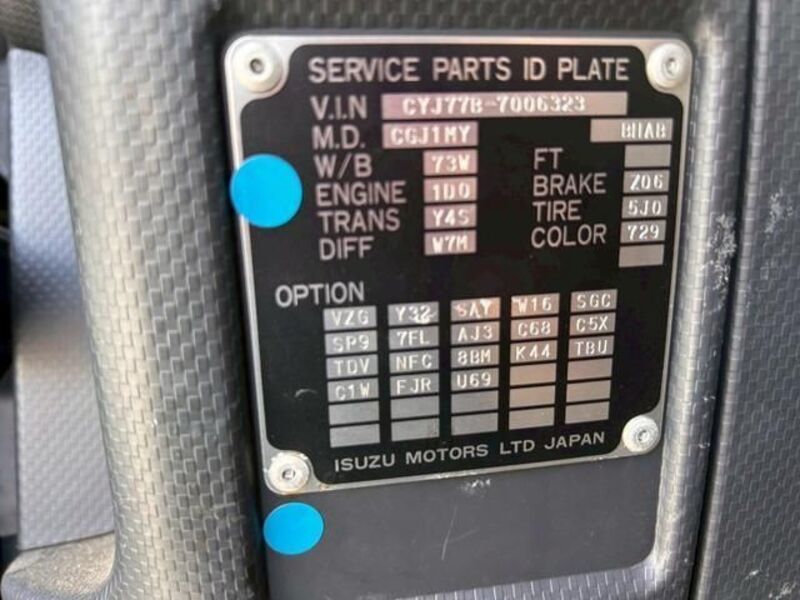 SERVICE PARTS ID PLATE
V.I.N CYJ77B-7006323
M.D. CGJ1MY BNAB
W/B 73W FT
ENGINE 1D0 BRAKE Z06
TRANS Y4S TIRE 5J0
DIFF W7M COLOR 729
OPTION
VZG Y32 SAY W16 SGC
SP9 7FL AJ3 C68 C5X
TDV NFC 8BM K44 TBU
C1W FJR U69
ISUZU MOTORS LTD JAPAN